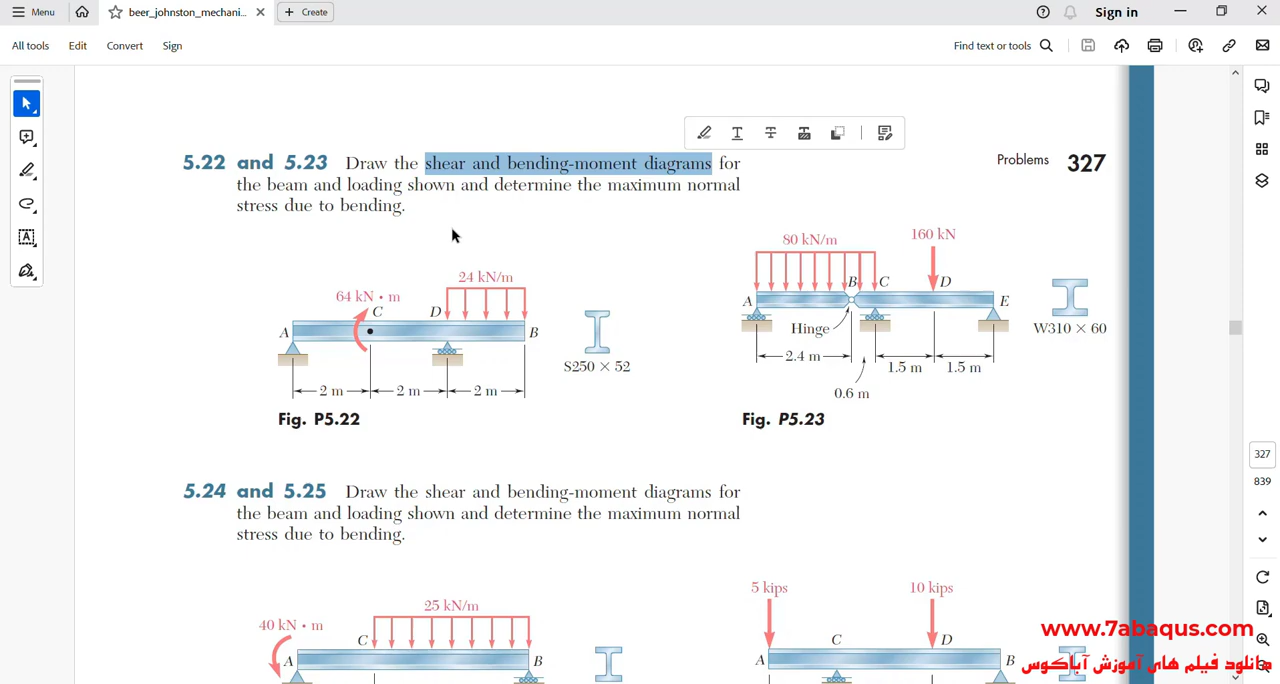 Menu
beer_johnston_mechani...
Create
Sign in
All tools
Edit
Convert
Sign
Find text or tools
Problems 327
5.22 and 5.23 Draw the shear and bending-moment diagrams for
the beam and loading shown and determine the maximum normal
stress due to bending.
24 kN/m
64 kN • m
C
D
A
B
S250 × 52
2 m
2 m
2 m
Fig. P5.22
80 kN/m
160 kN
B
C
D
A
E
Hinge
W310 × 60
2.4 m
1.5 m
1.5 m
0.6 m
Fig. P5.23
327
839
5.24 and 5.25 Draw the shear and bending-moment diagrams for
the beam and loading shown and determine the maximum normal
stress due to bending.
25 kN/m
40 kN • m
C
A
B
5 kips
10 kips
C
D
A
B
www.7abaqus.com
دانلود فیلم های آموزش آباکوس